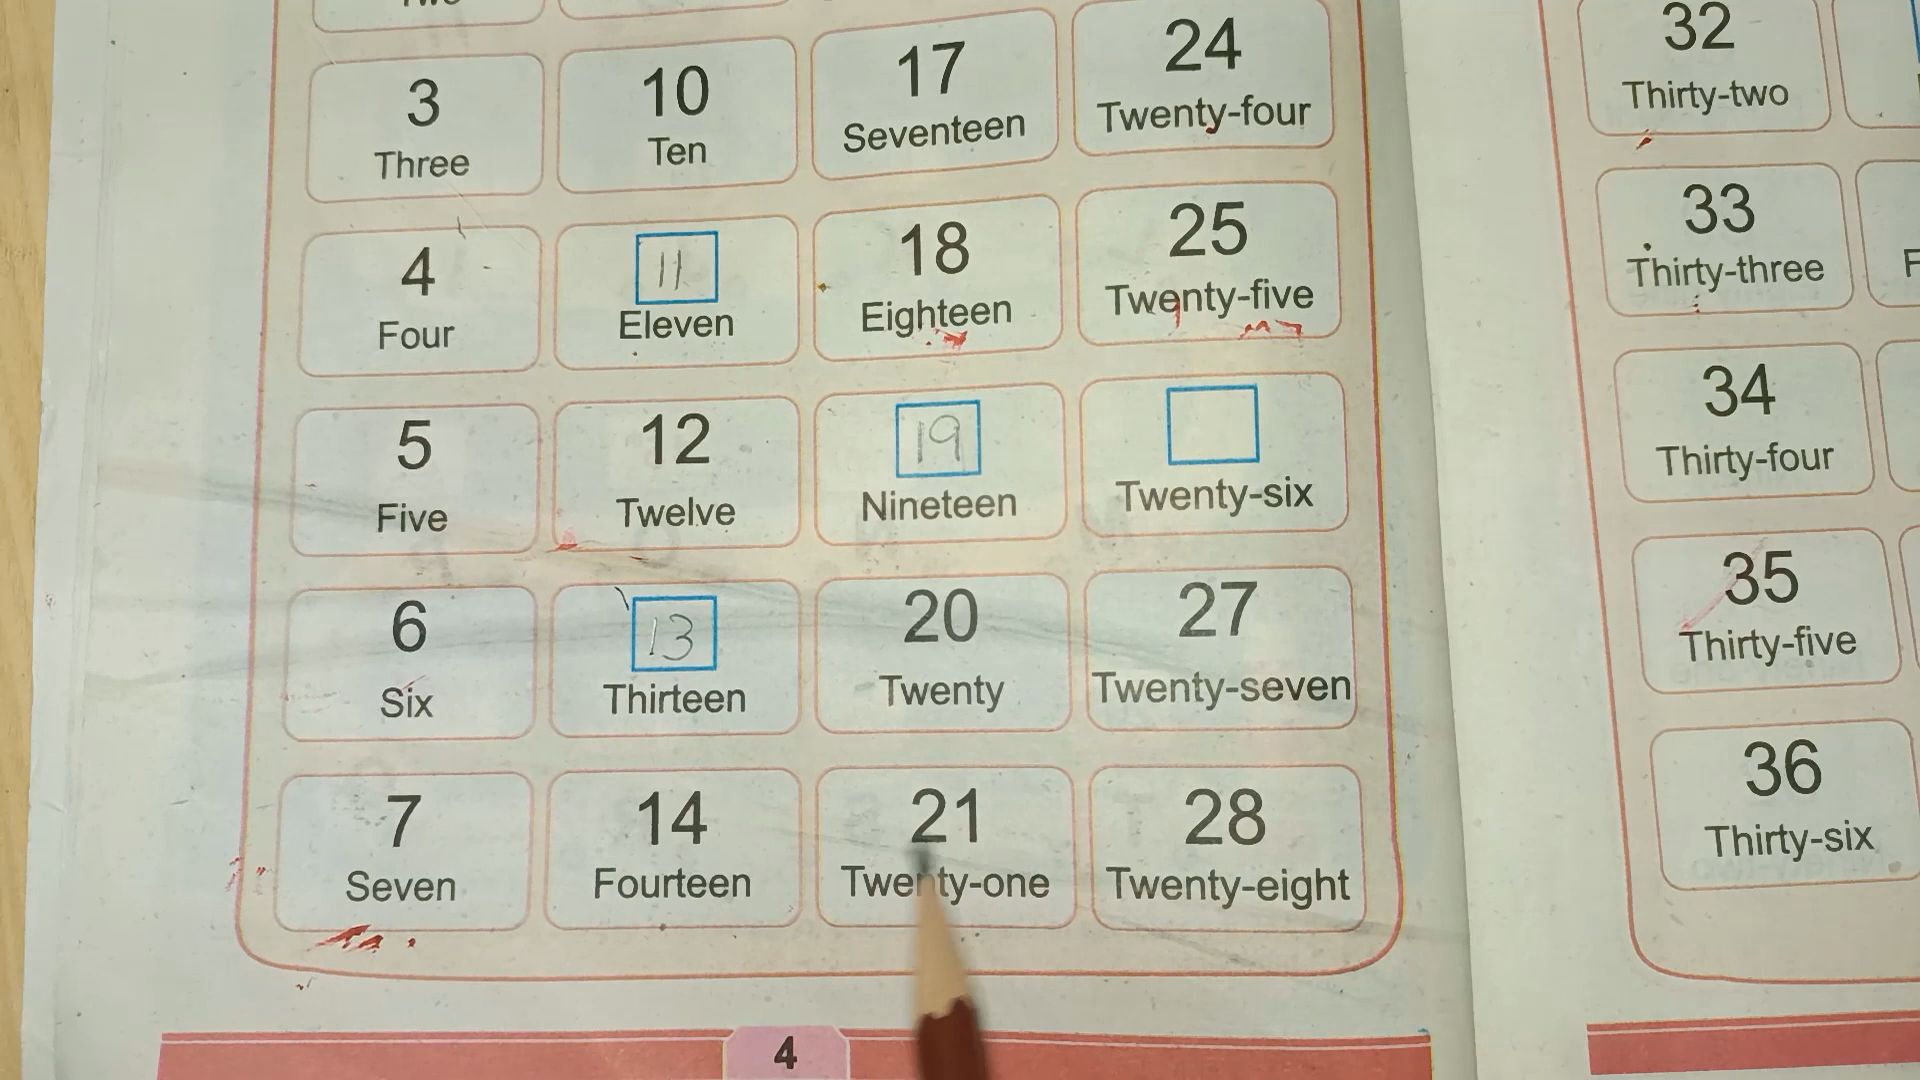 3
Three
10
Ten
17
Seventeen
24
Twenty-four
4
Four
11
Eleven
18
Eighteen
25
Twenty-five
5
Five
12
Twelve
19
Nineteen
Twenty-six
6
Six
13
Thirteen
20
Twenty
27
Twenty-seven
7
Seven
14
Fourteen
21
Twenty-one
28
Twenty-eight
4
32
Thirty-two
33
Thirty-three
34
Thirty-four
35
Thirty-five
36
Thirty-six